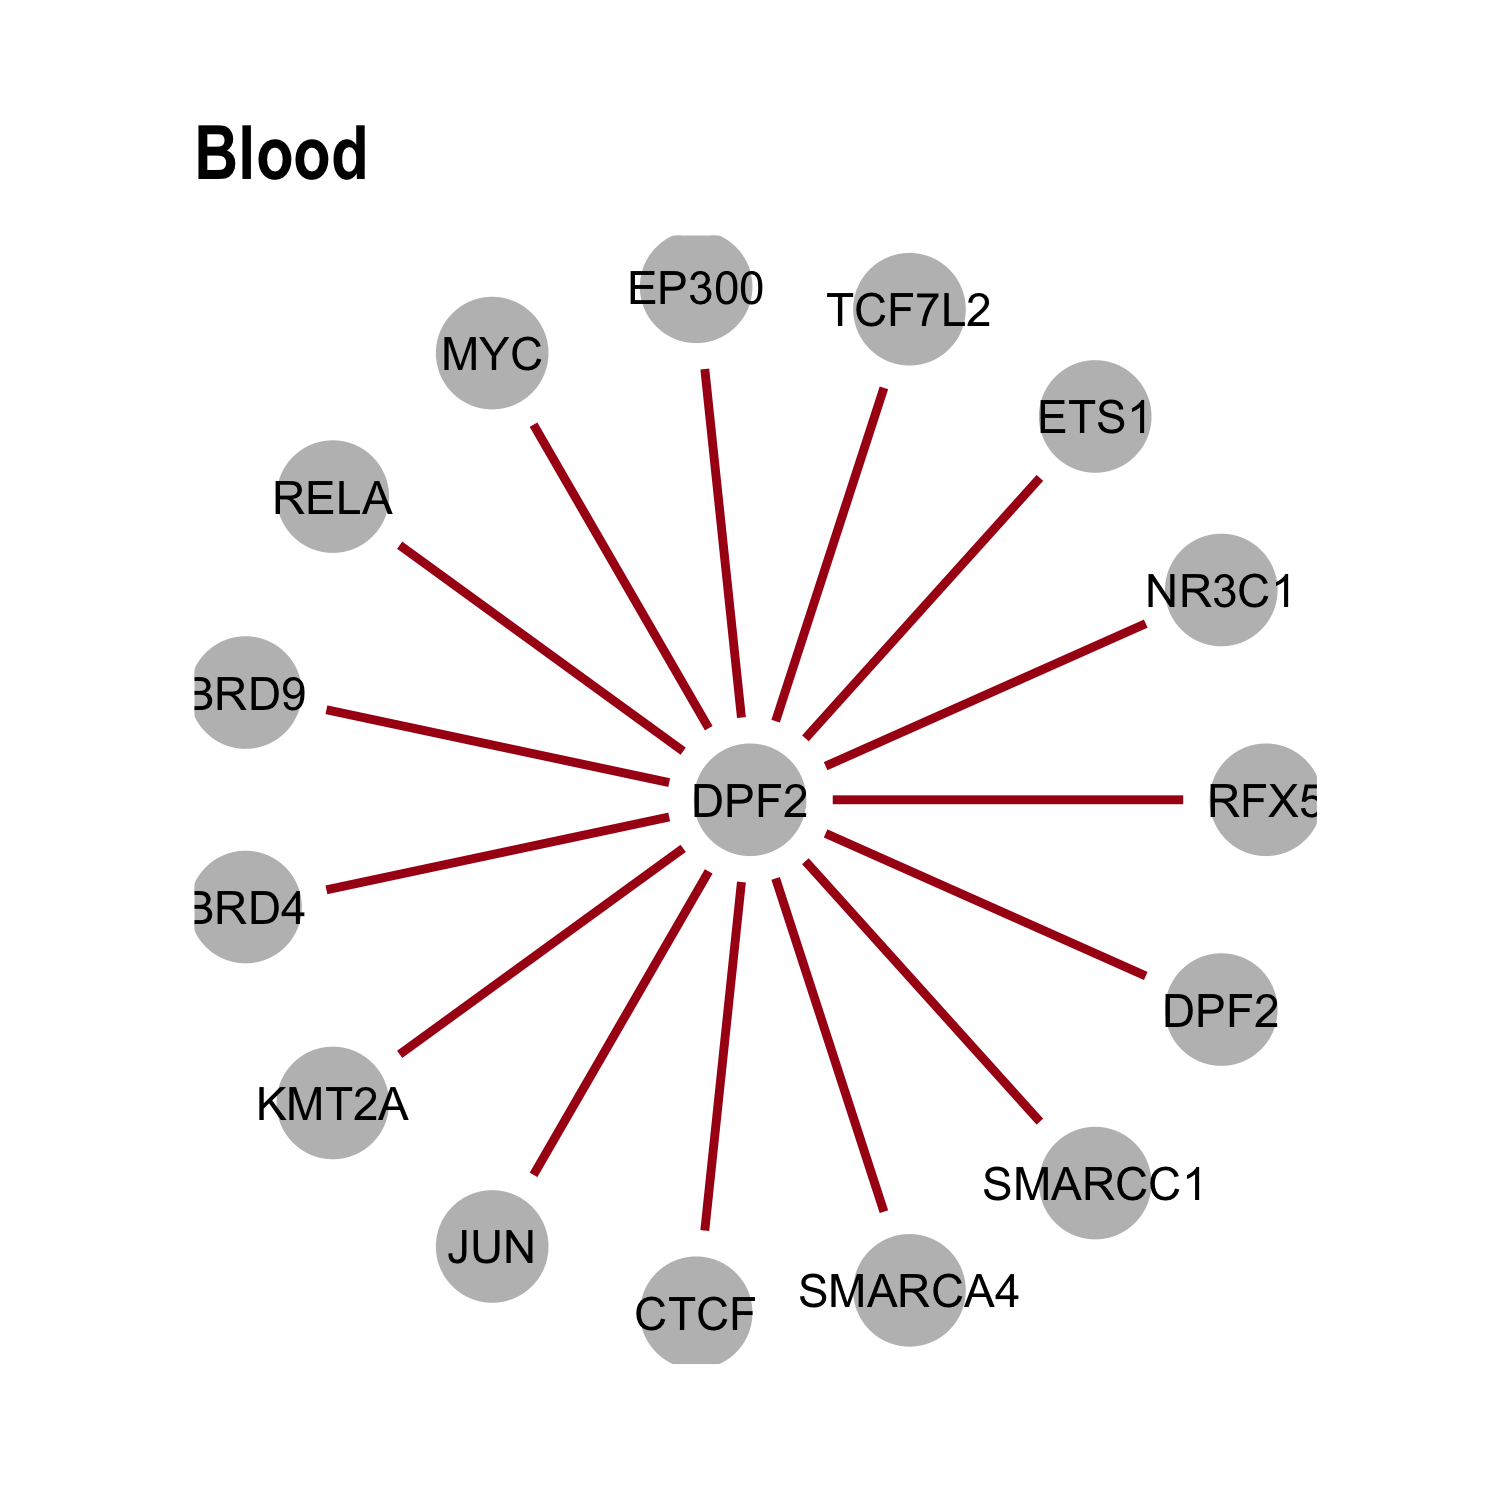 Blood
EP300
TCF7L2
MYC
ETS1
RELA
NR3C1
BRD9
DPF2
RFX5
BRD4
DPF2
KMT2A
SMARCC1
JUN
SMARCA4
CTCF